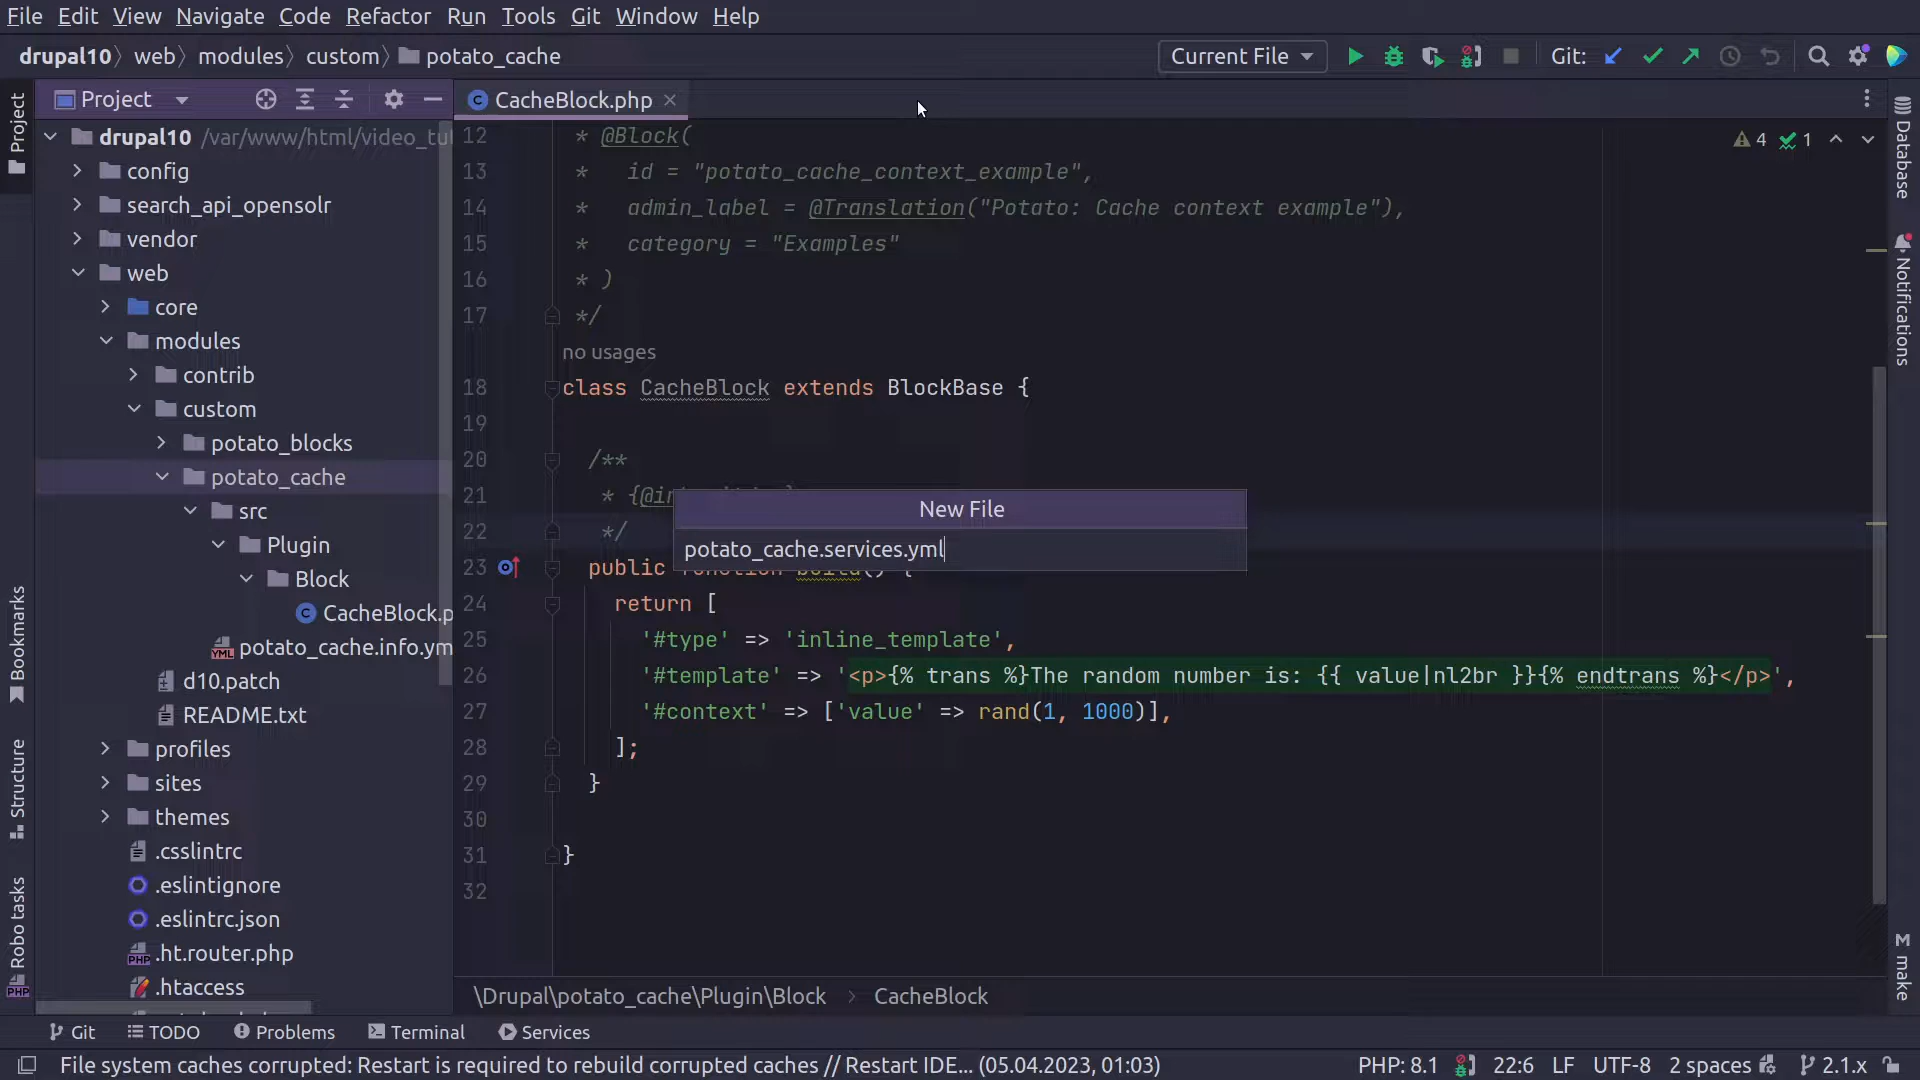 File Edit View Navigate Code Refactor Run Tools Git Window Help
drupal10 web modules custom potato_cache
Current File
Git:
Project
Project
CacheBlock.php
drupal10 /var/www/html/video_tu
config
search_api_opensolr
vendor
web
core
modules
contrib
custom
potato_blocks
potato_cache
src
Plugin
Block
CacheBlock.p
potato_cache.info.ym
d10.patch
README.txt
profiles
sites
themes
.csslintrc
.eslintignore
.eslintrc.json
.ht.router.php
.htaccess
Bookmarks
Structure
Robo tasks
4 1
12 * @Block(
13 * id = "potato_cache_context_example",
14 * admin_label = @Translation("Potato: Cache context example"),
15 * category = "Examples"
16 * )
17 */
no usages
18 class CacheBlock extends BlockBase {
19
20 /**
21 * {@in
22 */
New File
potato_cache.services.yml
23 public function build() {
24 return [
25 '#type' => 'inline_template',
26 '#template' => '<p>{% trans %}The random number is: {{ value|nl2br }}{% endtrans %}</p>',
27 '#context' => ['value' => rand(1, 1000)],
28 ];
29 }
30
31 }
32
Database
Notifications
make
\Drupal\potato_cache\Plugin\Block CacheBlock
Git TODO Problems Terminal Services
File system caches corrupted: Restart is required to rebuild corrupted caches // Restart IDE... (05.04.2023, 01:03)
PHP: 8.1 22:6 LF UTF-8 2 spaces 2.1.x